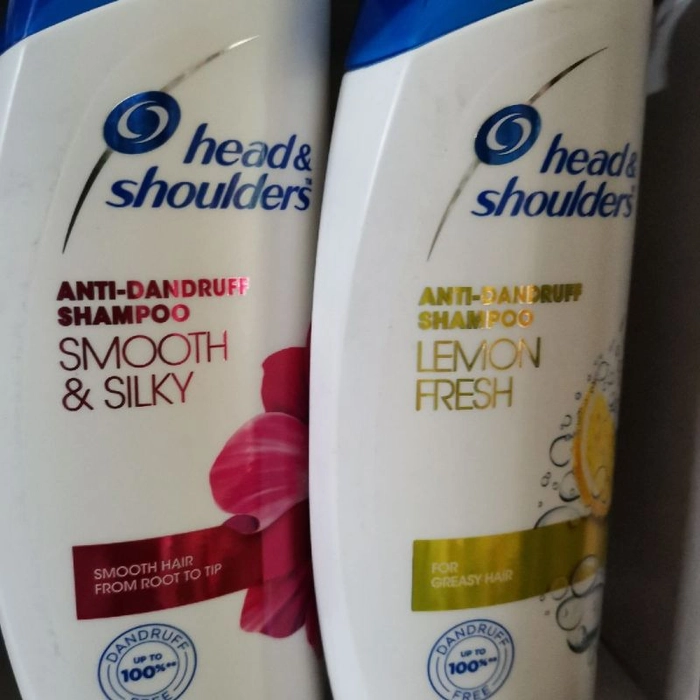 head&
shoulders
ANTI-DANDRUFF
SHAMPOO
SMOOTH
& SILKY
SMOOTH HAIR
FROM ROOT TO TIP
DANDRUFF
UP TO
100%**
FREE
head&
shoulders
ANTI-DANDRUFF
SHAMPOO
LEMON
FRESH
FOR
GREASY HAIR
DANDRUFF
UP TO
100%**
FREE